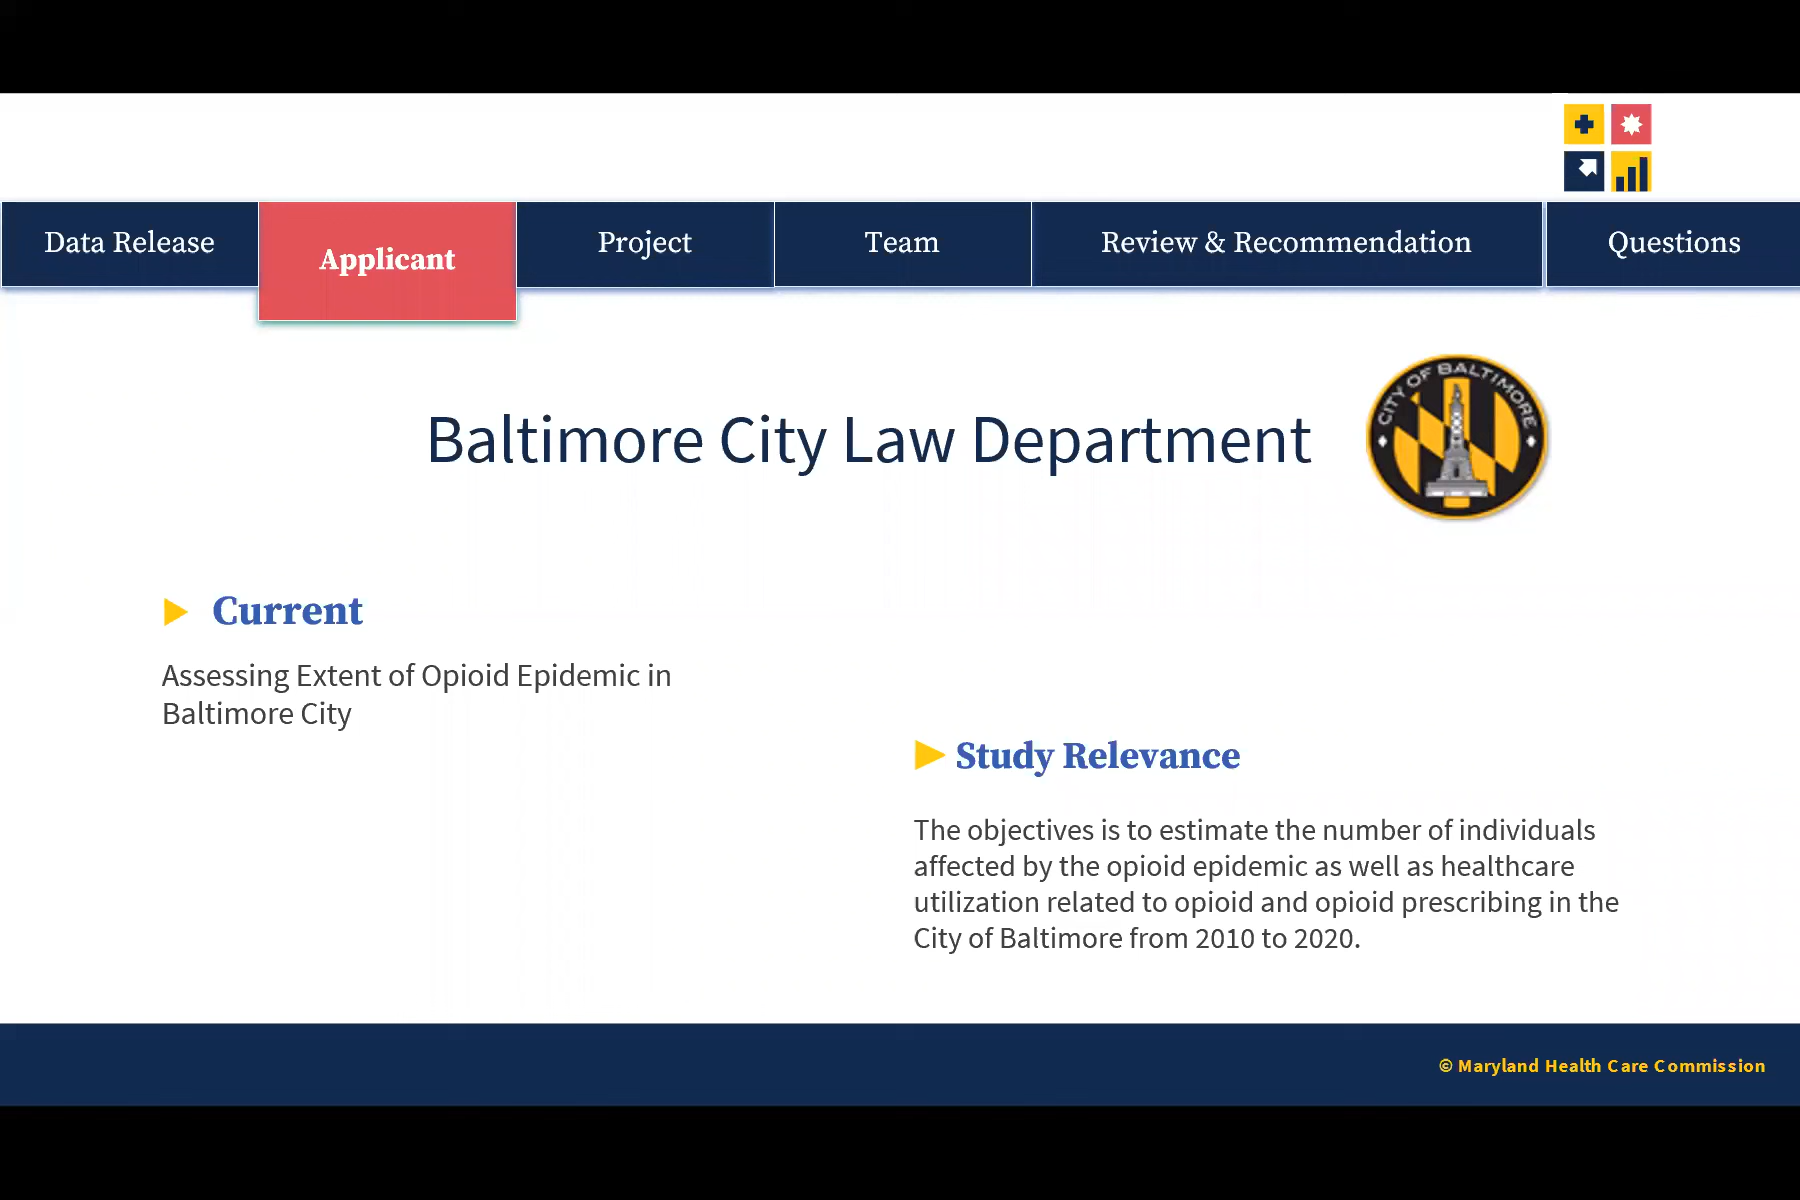 Data Release
Applicant
Project
Team
Review & Recommendation
Questions
Baltimore City Law Department
CITY OF BALTIMORE
Current
Assessing Extent of Opioid Epidemic in
Baltimore City
Study Relevance
The objectives is to estimate the number of individuals
affected by the opioid epidemic as well as healthcare
utilization related to opioid and opioid prescribing in the
City of Baltimore from 2010 to 2020.
© Maryland Health Care Commission